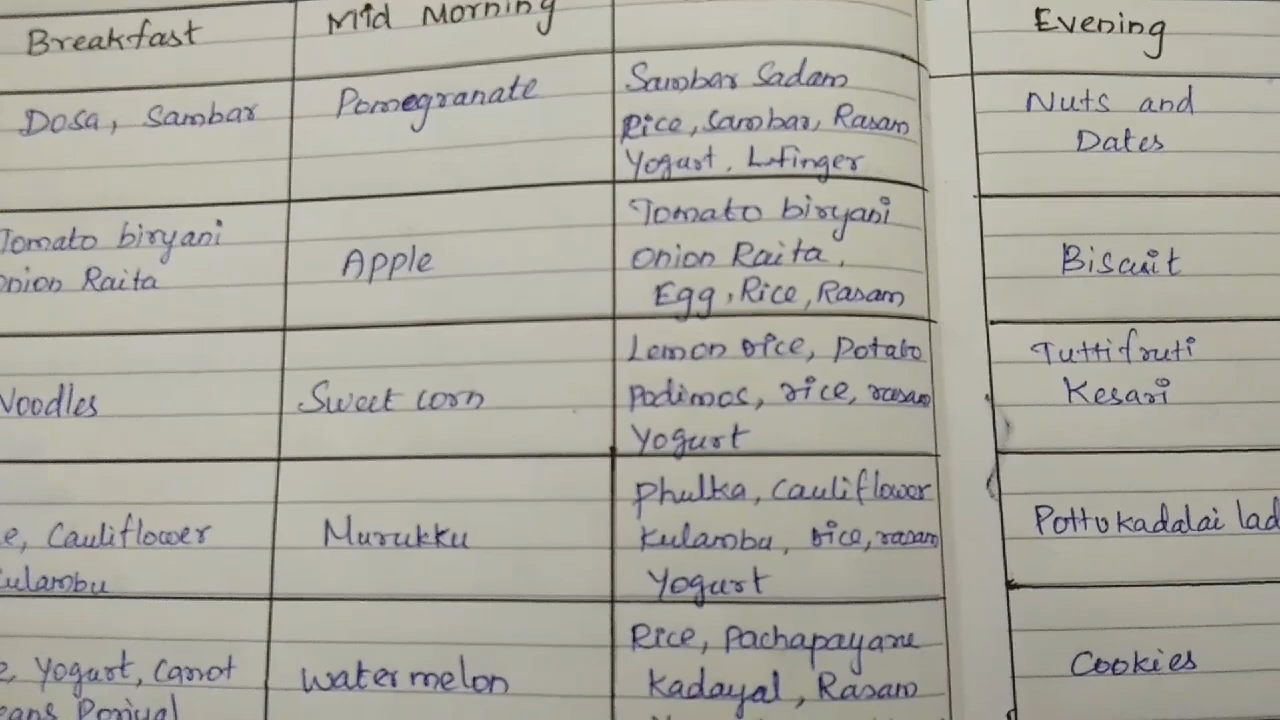 Breakfast
Mid Morning
Evening
Dosa, Sambar
Pomegranate
Sambar Sadam
Rice, Sambar, Rasam
Yogurt, L.finger
Nuts and
Dates
Tomato biryani
Onion Raita
Apple
Tomato biryani
Onion Raita,
Egg, Rice, Rasam
Biscuit
Noodles
Sweet corn
Lemon rice, Potato
Podimos, rice, rasam
Yogurt
Tuttifruti
Kesari
Cauliflower
Kulambu
Murukku
Phulka, Cauliflower
Kulambu, rice, rasam
Yogurt
Pottukadalai lad
Yogurt, Carrot
Poriyal
Watermelon
Rice, Pachapayaru
Kadayal, Rasam
Cookies